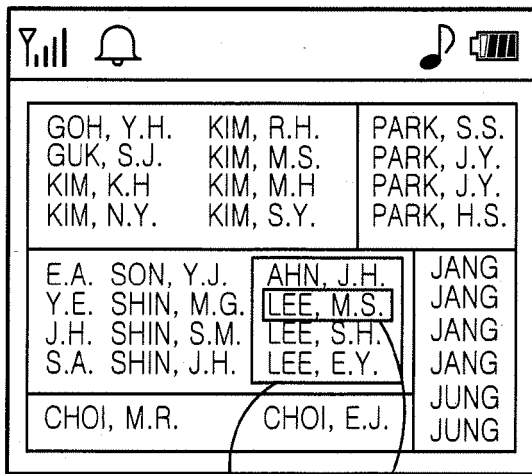 GOH, Y.H. KIM, R.H. PARK, S.S.
GUK, S.J. KIM, M.S. PARK, J.Y.
KIM, K.H KIM, M.H PARK, J.Y.
KIM, N.Y. KIM, S.Y. PARK, H.S.
E.A. SON, Y.J. AHN, J.H. JANG
Y.E. SHIN, M.G. LEE, M.S. JANG
J.H. SHIN, S.M. LEE, S.H. JANG
S.A. SHIN, J.H. LEE, E.Y. JANG
JUNG
CHOI, M.R. CHOI, E.J. JUNG